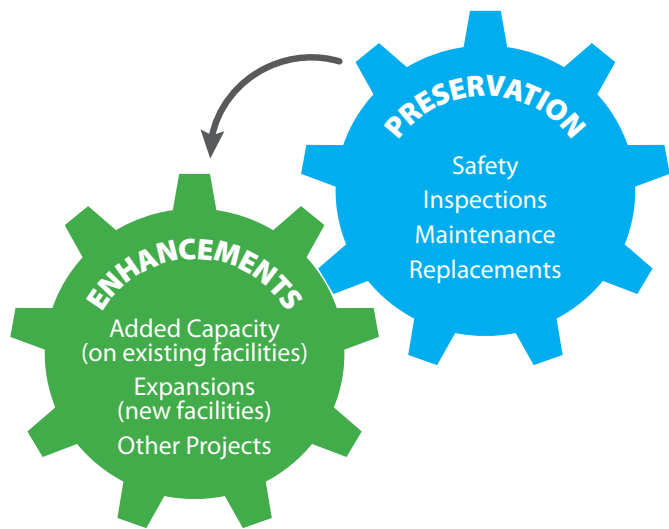 PRESERVATION
Safety
Inspections
Maintenance
Replacements
ENHANCEMENTS
Added Capacity
(on existing facilities)
Expansions
(new facilities)
Other Projects